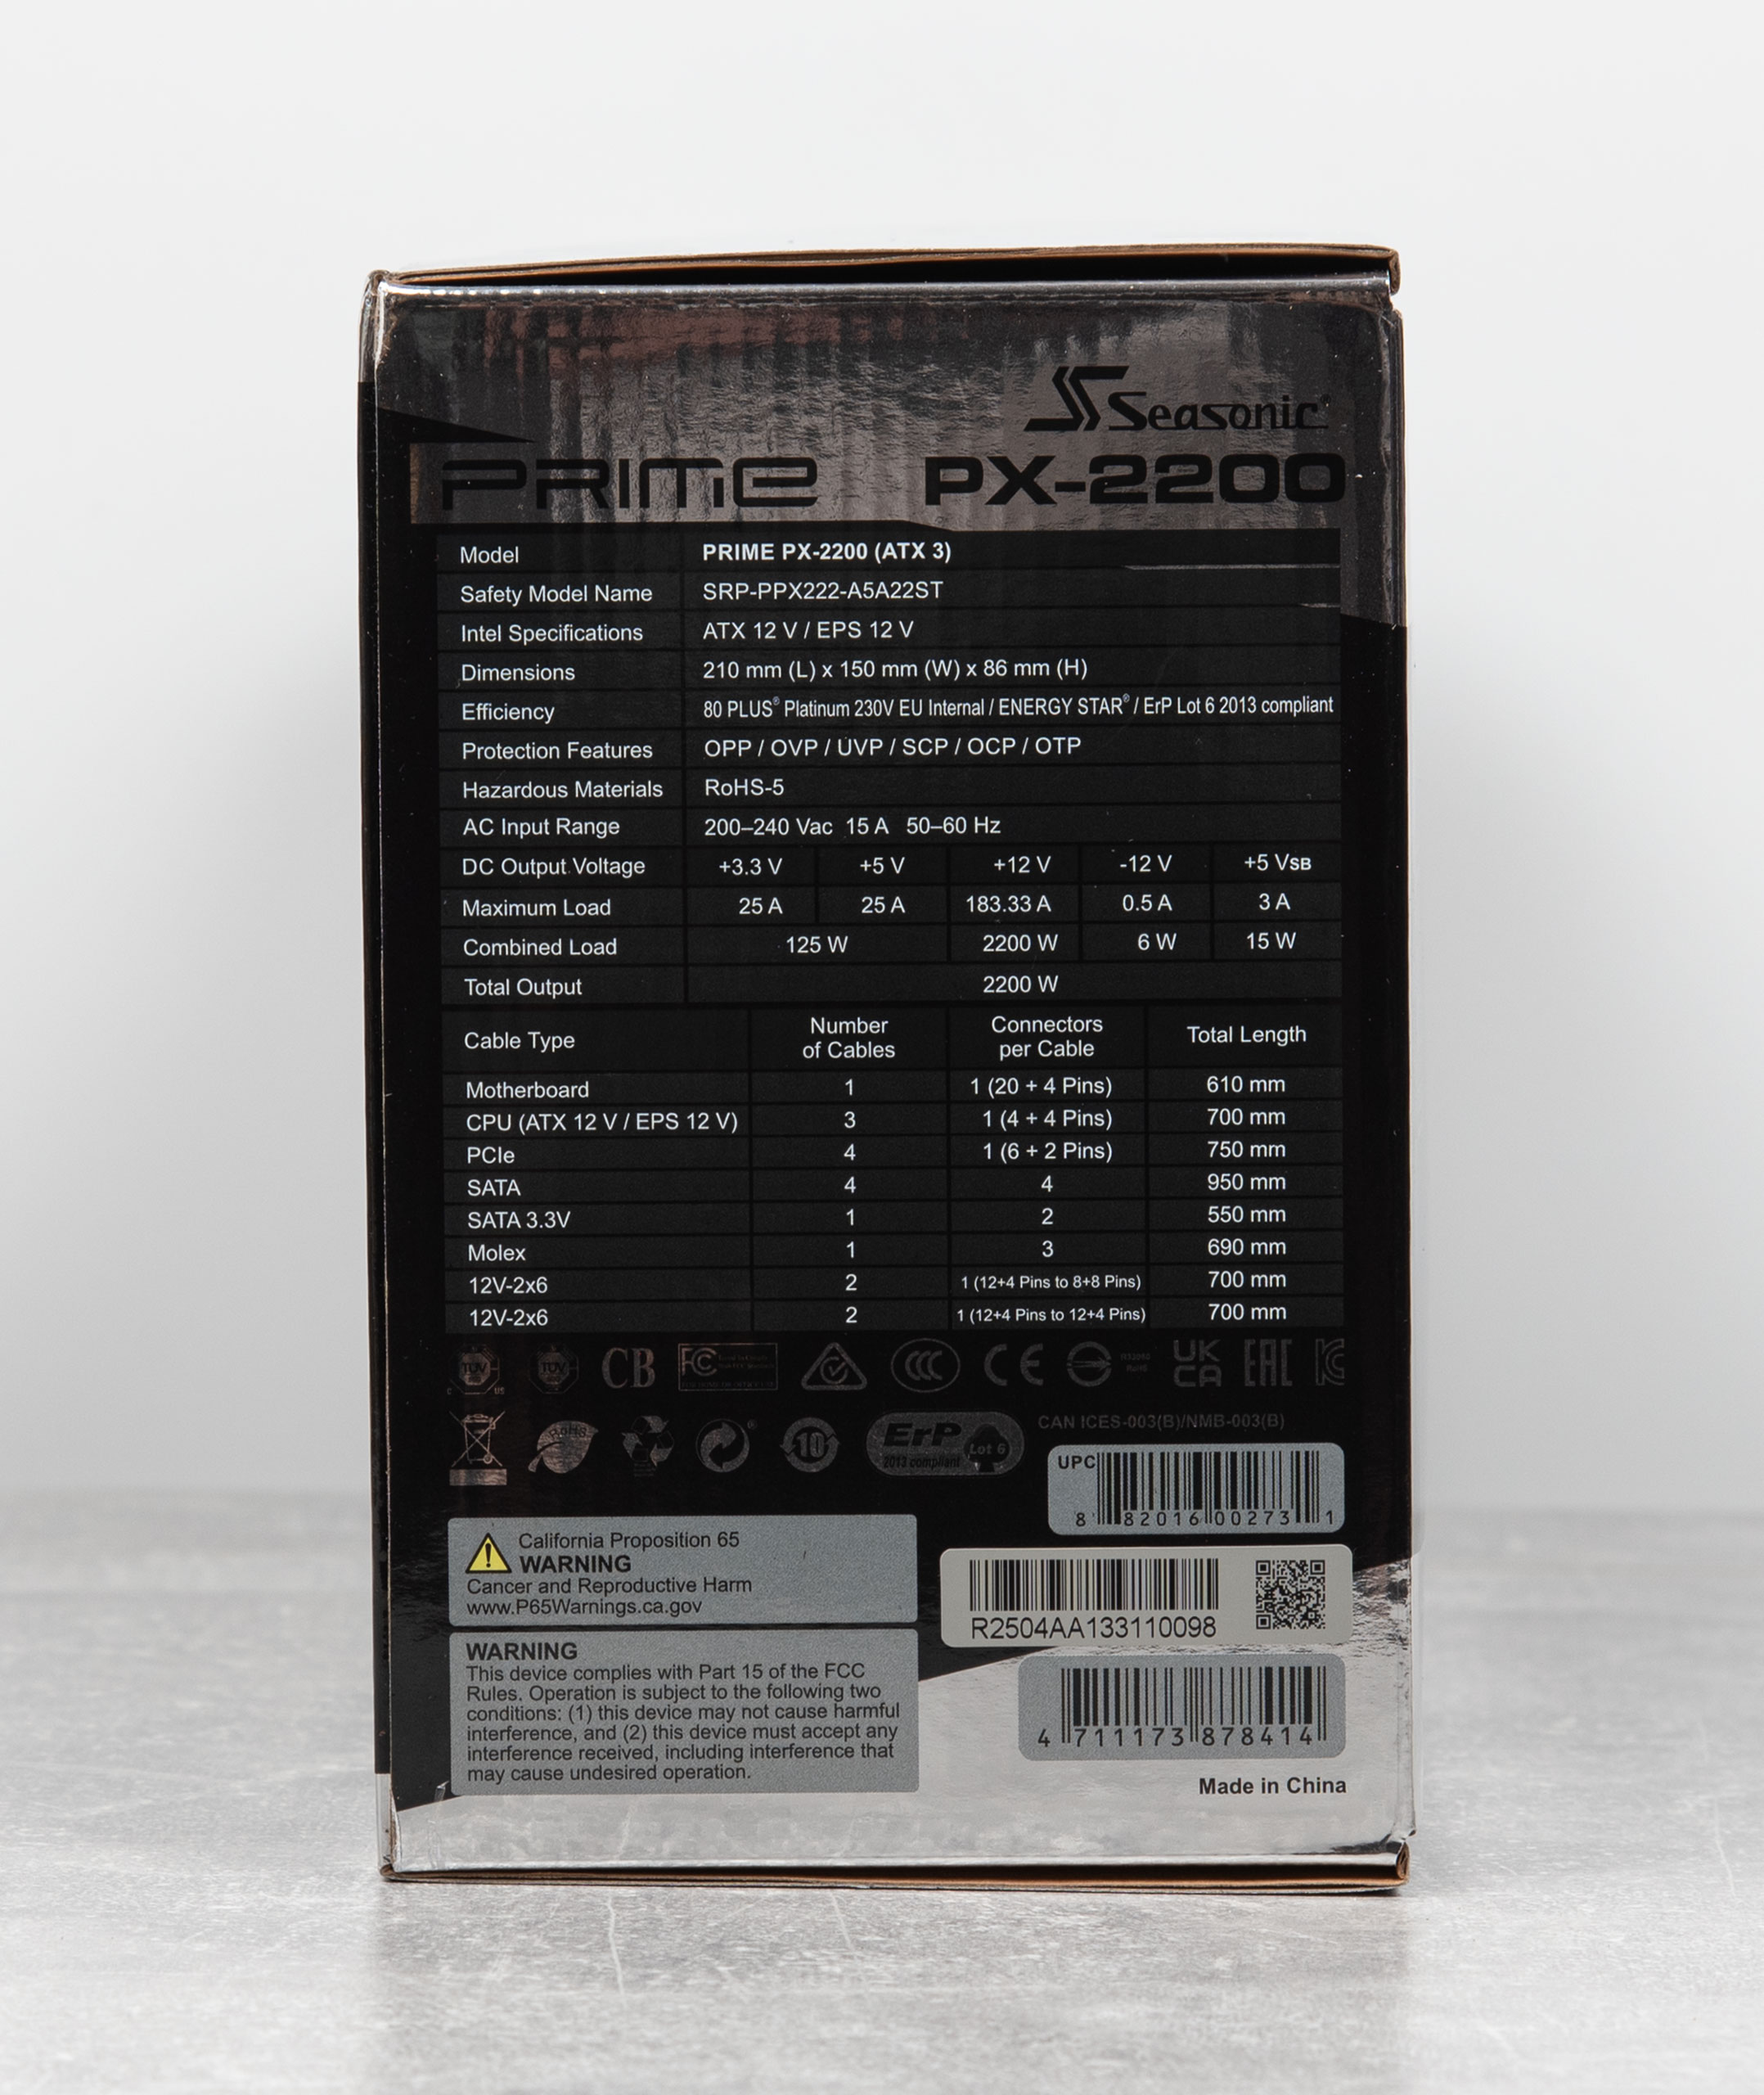 Seasonic®
PRIME PX-2200
Model PRIME PX-2200 (ATX 3)
Safety Model Name SRP-PPX222-A5A22ST
Intel Specifications ATX 12 V / EPS 12 V
Dimensions 210 mm (L) x 150 mm (W) x 86 mm (H)
Efficiency 80 PLUS® Platinum 230V EU Internal / ENERGY STAR® / ErP Lot 6 2013 compliant
Protection Features OPP / OVP / UVP / SCP / OCP / OTP
Hazardous Materials RoHS-5
AC Input Range 200–240 Vac 15 A 50–60 Hz
DC Output Voltage +3.3 V +5 V +12 V -12 V +5 VSB
Maximum Load 25 A 25 A 183.33 A 0.5 A 3 A
Combined Load 125 W 2200 W 6 W 15 W
Total Output 2200 W
Cable Type Number of Cables Connectors per Cable Total Length
Motherboard 1 1 (20 + 4 Pins) 610 mm
CPU (ATX 12 V / EPS 12 V) 3 1 (4 + 4 Pins) 700 mm
PCIe 4 1 (6 + 2 Pins) 750 mm
SATA 4 4 950 mm
SATA 3.3V 1 2 550 mm
Molex 1 3 690 mm
12V-2x6 2 1 (12+4 Pins to 8+8 Pins) 700 mm
12V-2x6 2 1 (12+4 Pins to 12+4 Pins) 700 mm
TÜV TÜV CB FC CCC CE UK CA EAC KC
RoHS 10 ErP 2013 compliant Lot 6 CAN ICES-003(B)/NMB-003(B)
UPC
8 82016 00273 1
California Proposition 65
WARNING
Cancer and Reproductive Harm
www.P65Warnings.ca.gov
R2504AA133110098
WARNING
This device complies with Part 15 of the FCC
Rules. Operation is subject to the following two
conditions: (1) this device may not cause harmful
interference, and (2) this device must accept any
interference received, including interference that
may cause undesired operation.
4 711173 878414
Made in China